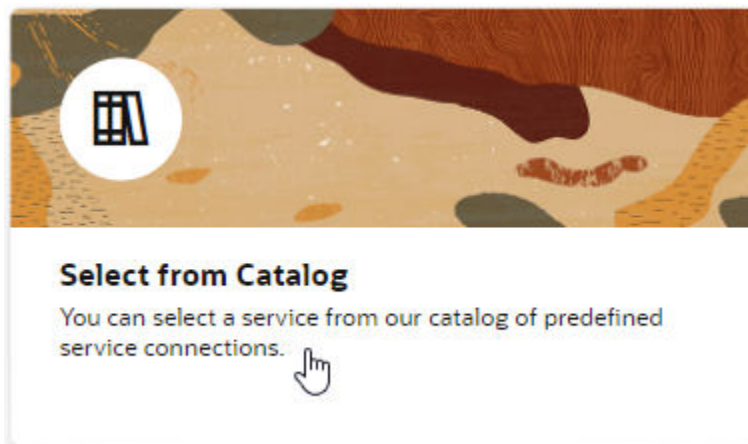 Select from Catalog
You can select a service from our catalog of predefined
service connections.